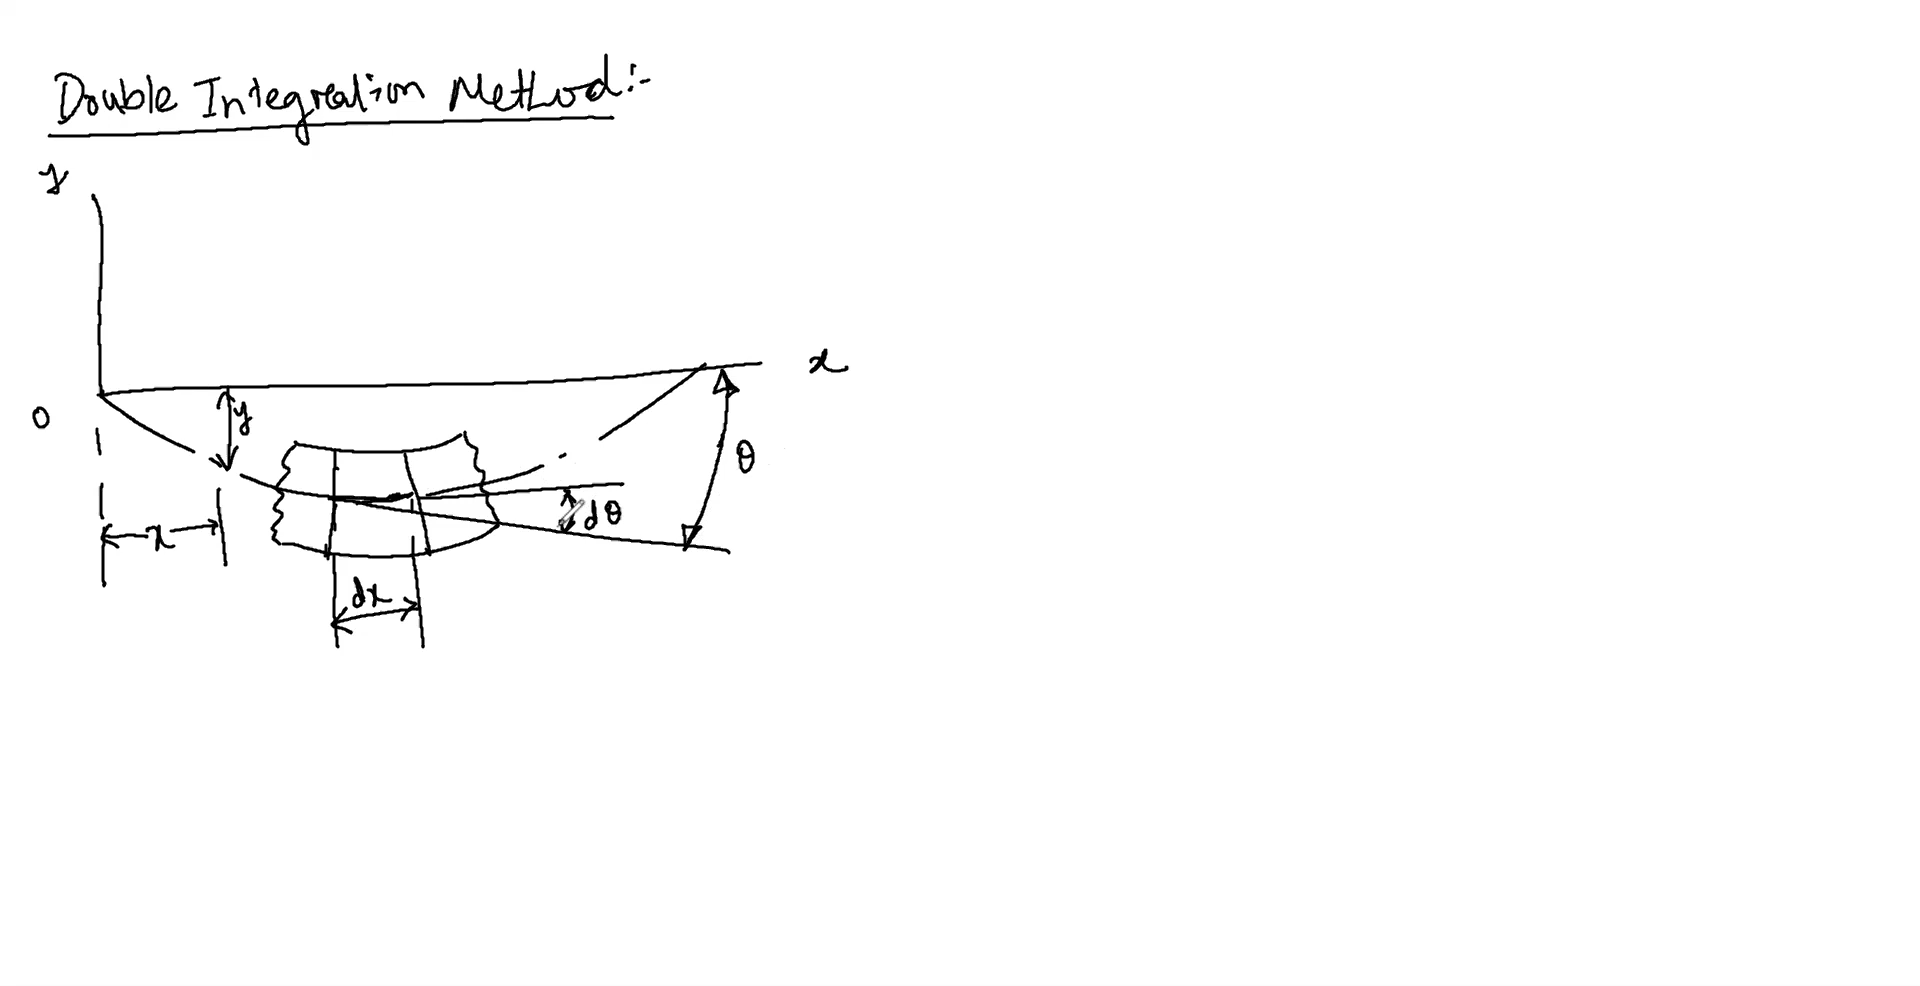 Double Integration Method:-
y
x
0
y
θ
dθ
x
dx